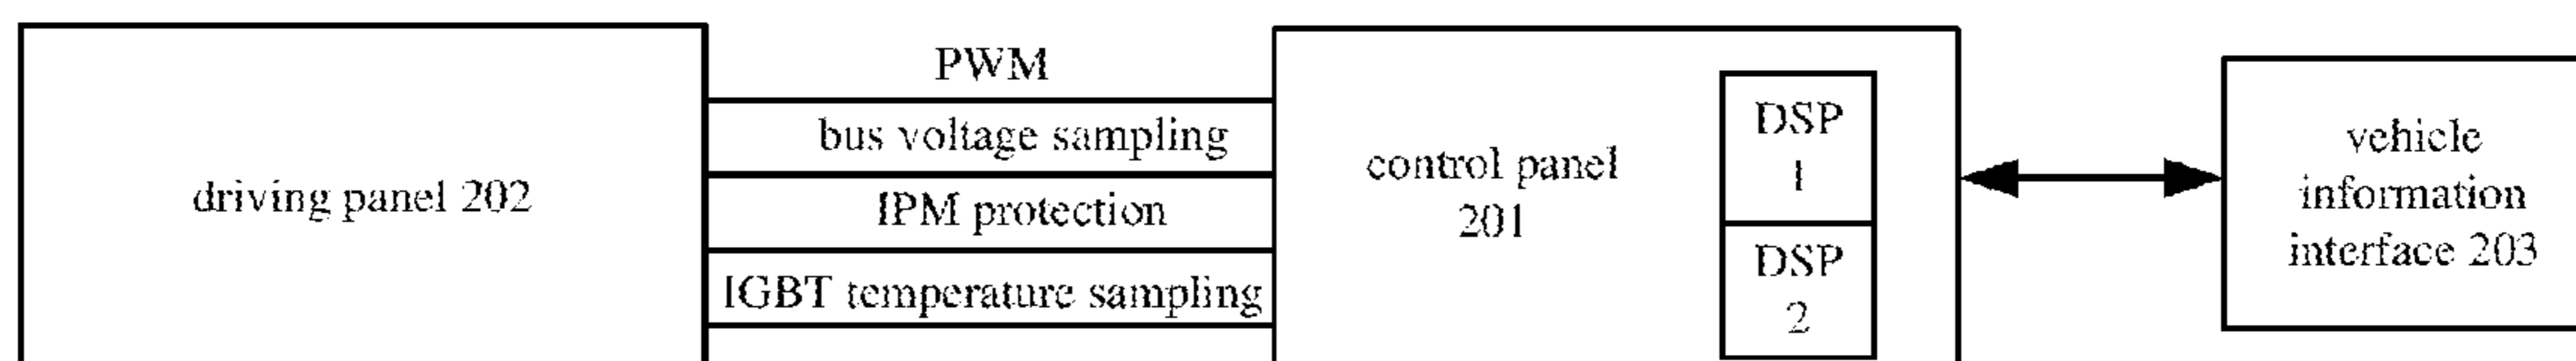 driving panel 202
PWM
bus voltage sampling
IPM protection
IGBT temperature sampling
control panel
201
DSP
1
DSP
2
vehicle
information
interface 203